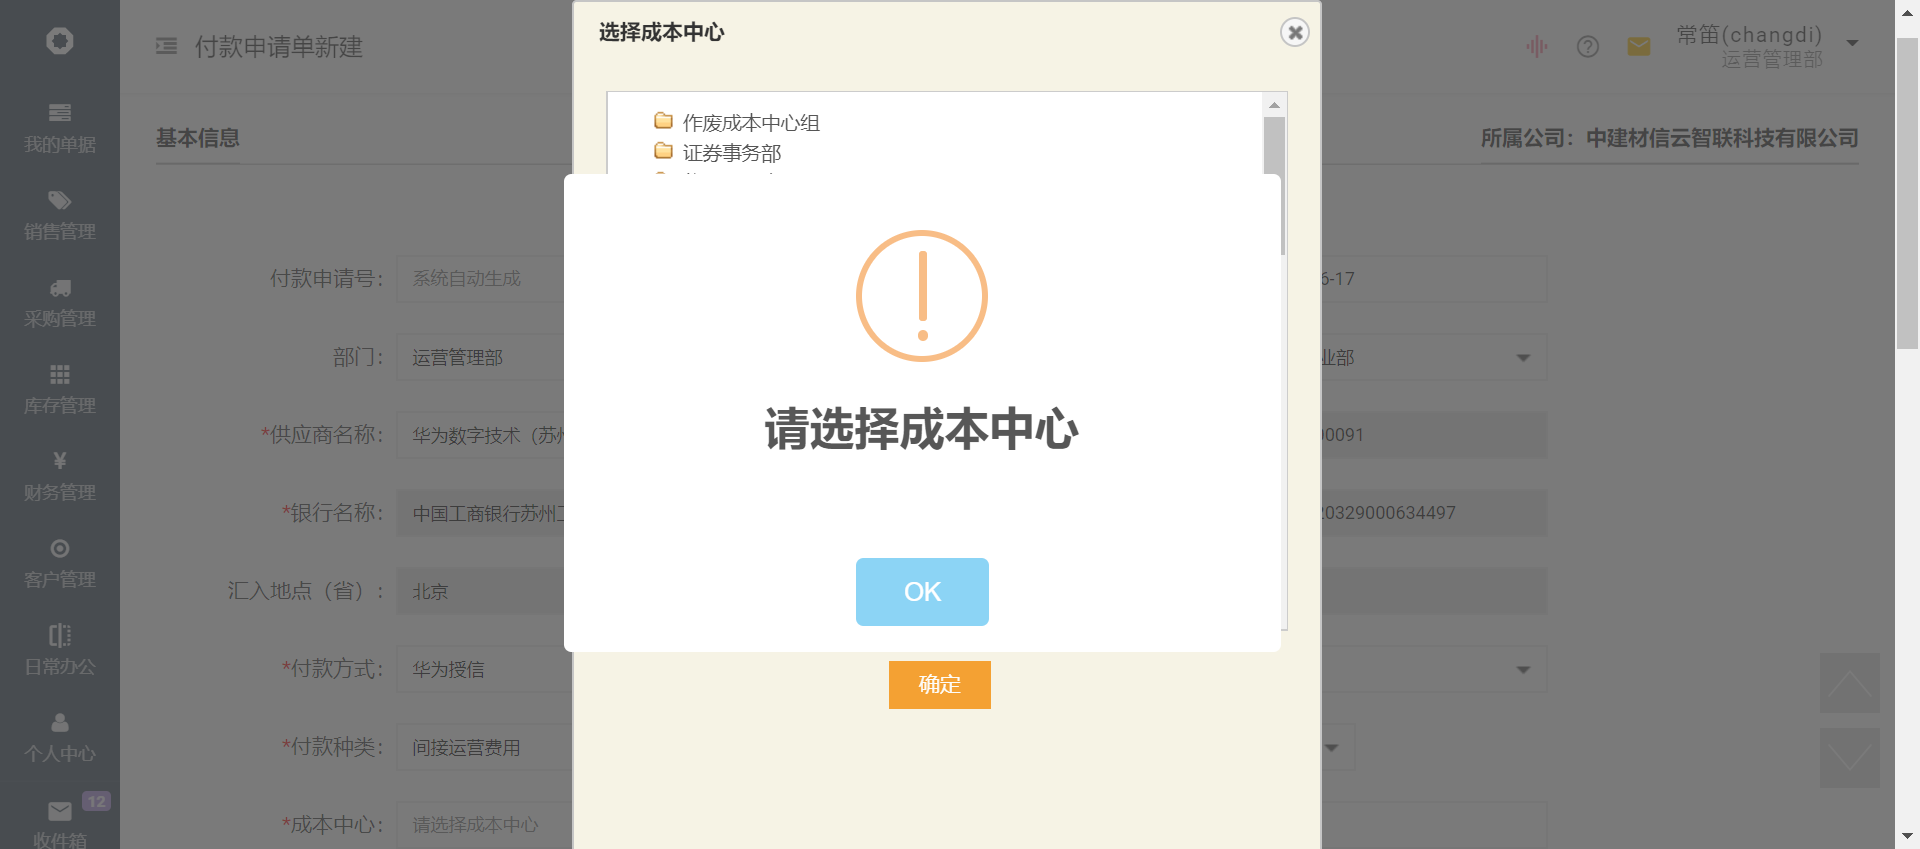 付款申请单新建
常笛(changdi)
运营管理部
我的单据
销售管理
采购管理
库存管理
¥
财务管理
客户管理
日常办公
个人中心
12
收件箱
基本信息
所属公司：中建材信云智联科技有限公司
付款申请号：
系统自动生成
6-17
部门：
运营管理部
业部
*供应商名称：
华为数字技术（苏州
0091
*银行名称：
中国工商银行苏州工
20329000634497
汇入地点（省）：
北京
*付款方式：
华为授信
*付款种类：
间接运营费用
*成本中心：
请选择成本中心
选择成本中心
作废成本中心组
证券事务部
请选择成本中心
OK
确定